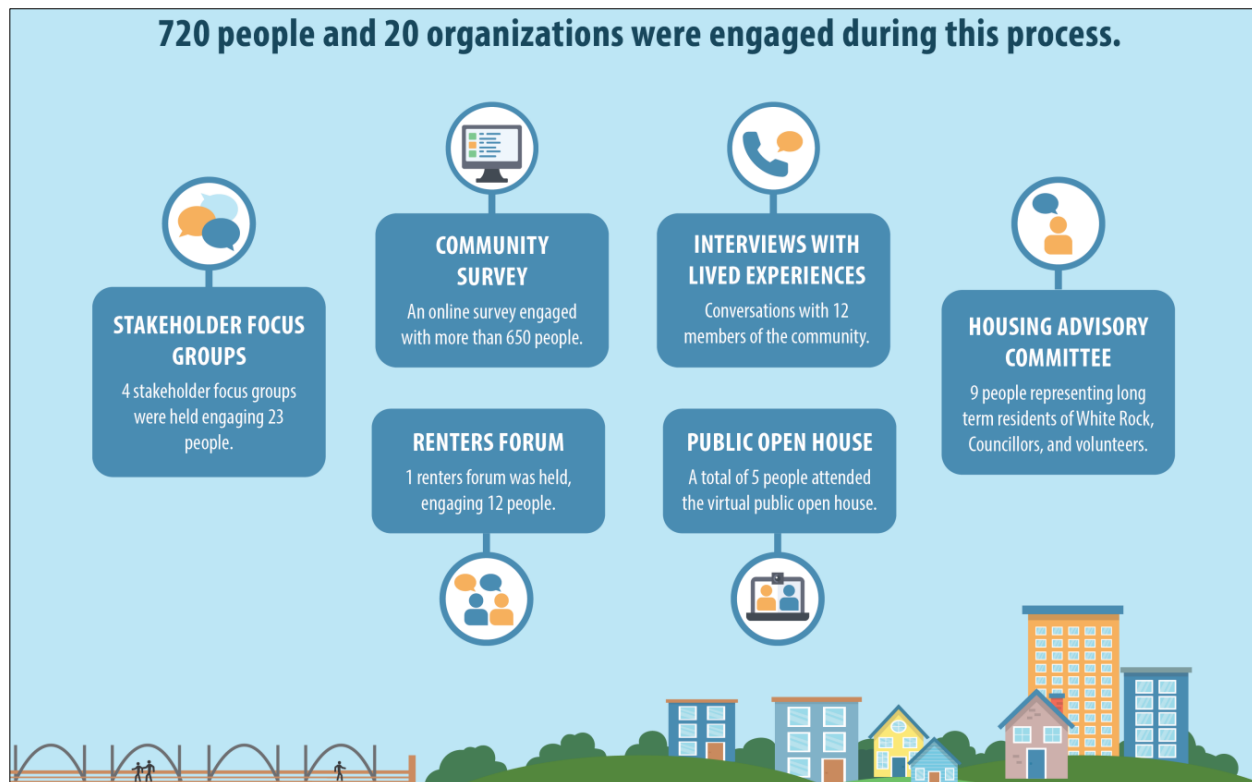 720 people and 20 organizations were engaged during this process.
STAKEHOLDER FOCUS
GROUPS
4 stakeholder focus groups
were held engaging 23
people.
COMMUNITY
SURVEY
An online survey engaged
with more than 650 people.
INTERVIEWS WITH
LIVED EXPERIENCES
Conversations with 12
members of the community.
HOUSING ADVISORY
COMMITTEE
9 people representing long
term residents of White Rock,
Councillors, and volunteers.
RENTERS FORUM
1 renters forum was held,
engaging 12 people.
PUBLIC OPEN HOUSE
A total of 5 people attended
the virtual public open house.